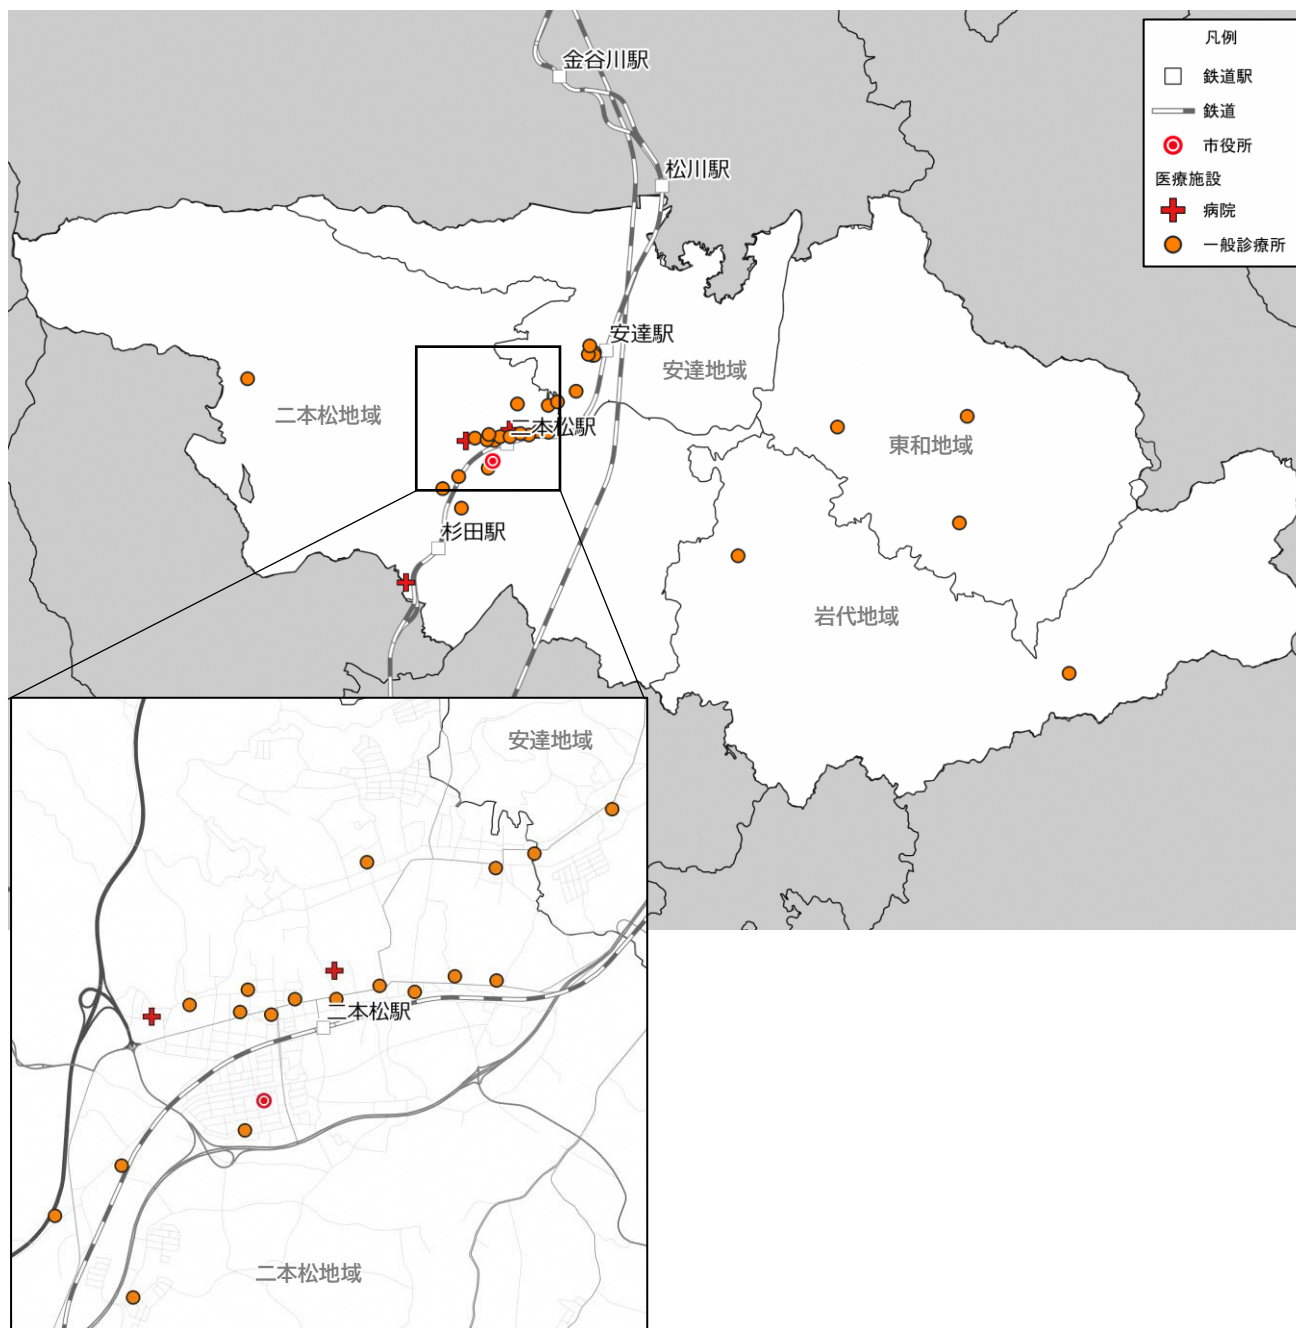 凡例
鉄道駅
鉄道
市役所
医療施設
病院
一般診療所
金谷川駅
松川駅
安達駅
安達地域
二本松地域
二本松駅
東和地域
杉田駅
岩代地域
安達地域
二本松駅
二本松地域